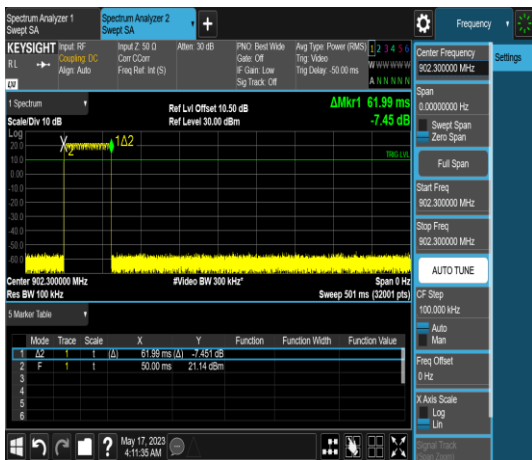 Spectrum Analyzer 1
Swept SA
Spectrum Analyzer 2
Swept SA
Frequency
KEYSIGHT
RL
Input: RF
Coupling: DC
Align: Auto
Input Z: 50 Ω
Corr CCorr
Freq Ref: Int (S)
Atten: 30 dB
PNO: Best Wide
Gate: Off
IF Gain: Low
Sig Track: Off
Avg Type: Power (RMS)
Trig: Video
Trig Delay: -50.00 ms
1 2 3 4 5 6
W W W W W W
A N N N N N
1 Spectrum
Scale/Div 10 dB
Ref Lvl Offset 10.50 dB
Ref Level 30.00 dBm
ΔMkr1 61.99 ms
-7.45 dB
Log
20.0
10.0
0.00
-10.0
-20.0
-30.0
-40.0
-50.0
-60.0
X2
1Δ2
TRIG LVL
Center 902.300000 MHz
Res BW 100 kHz
#Video BW 300 kHz*
Span 0 Hz
Sweep 501 ms (32001 pts)
5 Marker Table
Mode Trace Scale X Y Function Function Width Function Value
1 Δ2 1 t (Δ) 61.99 ms (Δ) -7.451 dB
2 F 1 t 50.00 ms 21.14 dBm
3
4
5
6
May 17, 2023
4:11:35 AM
Center Frequency
902.300000 MHz
Settings
Span
0.00000000 Hz
Swept Span
Zero Span
Full Span
Start Freq
902.300000 MHz
Stop Freq
902.300000 MHz
AUTO TUNE
CF Step
100.000 kHz
Auto
Man
Freq Offset
0 Hz
X Axis Scale
Log
Lin
Signal Track
(Span Zoom)